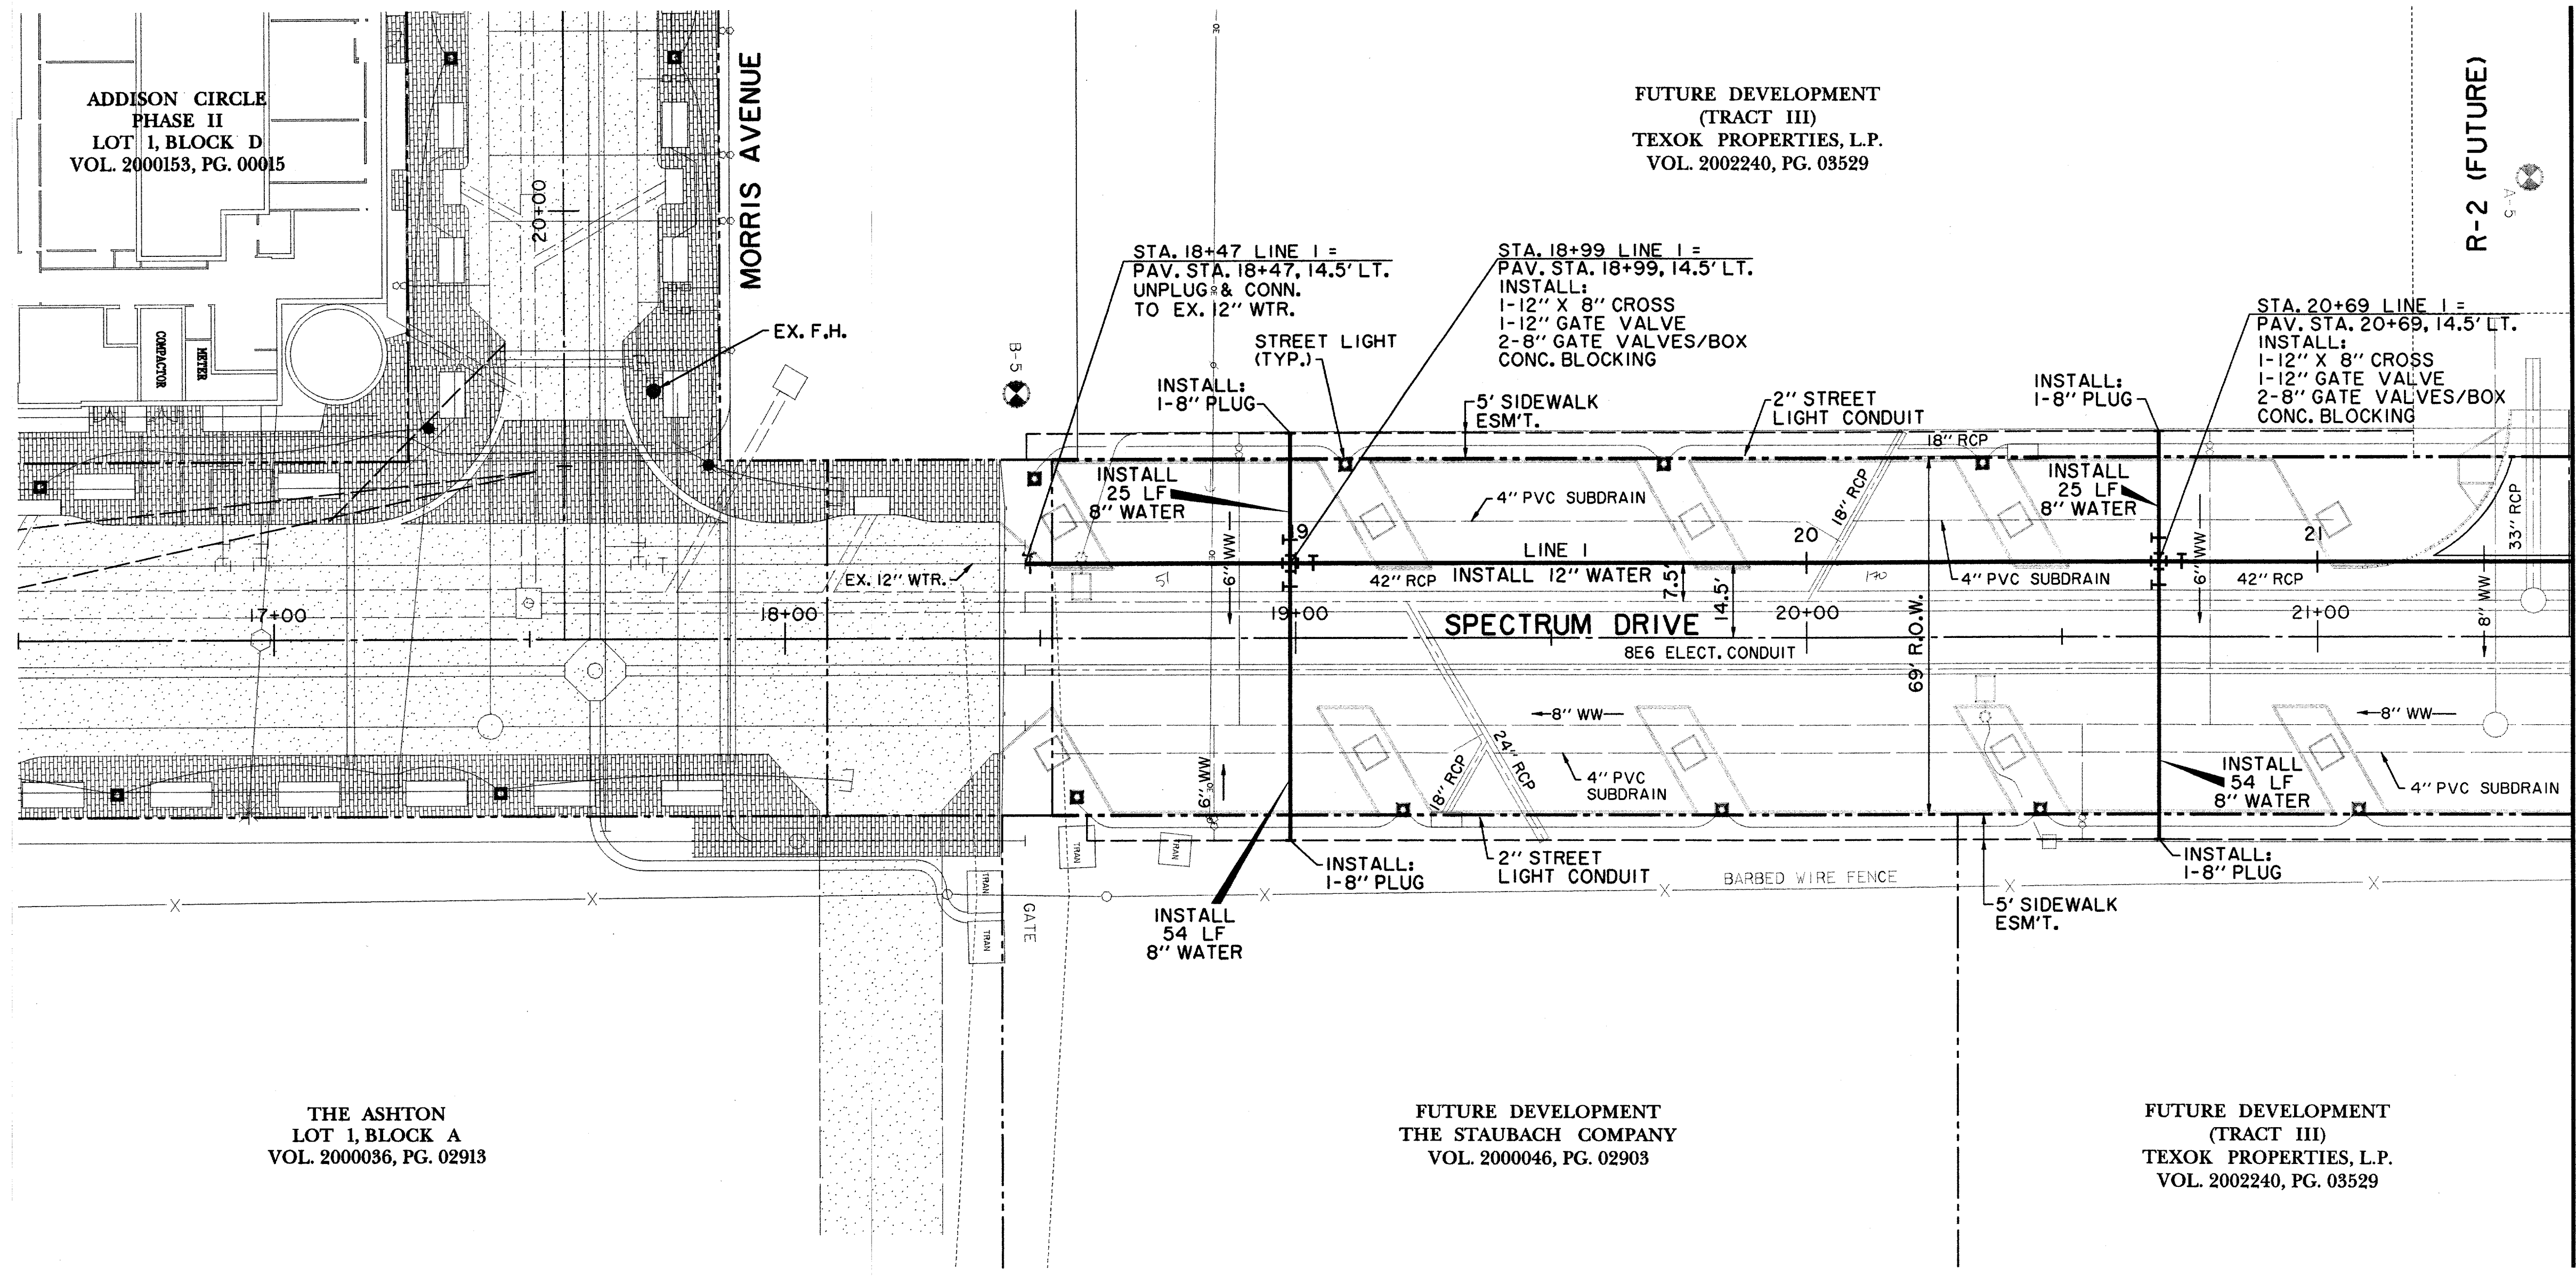 ADDISON CIRCLE
PHASE II
LOT 1, BLOCK D
VOL. 2000153, PG. 00015
COMPACTOR
METER
20+00
MORRIS AVENUE
EX. F.H.
FUTURE DEVELOPMENT
(TRACT III)
TEXOK PROPERTIES, L.P.
VOL. 2002240, PG. 03529
R-2 (FUTURE)
A-5
B-5
OE
STA. 18+47 LINE 1 =
PAV. STA. 18+47, 14.5' LT.
UNPLUG & CONN.
TO EX. 12" WTR.
STREET LIGHT
(TYP.)
INSTALL:
1-8" PLUG
STA. 18+99 LINE 1 =
PAV. STA. 18+99, 14.5' LT.
INSTALL:
1-12" X 8" CROSS
1-12" GATE VALVE
2-8" GATE VALVES/BOX
CONC. BLOCKING
5' SIDEWALK
ESM'T.
2" STREET
LIGHT CONDUIT
INSTALL:
1-8" PLUG
STA. 20+69 LINE 1 =
PAV. STA. 20+69, 14.5' LT.
INSTALL:
1-12" X 8" CROSS
1-12" GATE VALVE
2-8" GATE VALVES/BOX
CONC. BLOCKING
18" RCP
INSTALL
25 LF
8" WATER
4" PVC SUBDRAIN
18" RCP
INSTALL
25 LF
8" WATER
33" RCP
19
20
21
LINE 1
EX. 12" WTR.
51
6" WW
42" RCP
INSTALL 12" WATER
7.5'
14.5'
170
4" PVC SUBDRAIN
6" WW
42" RCP
8" WW
17+00
18+00
19+00
SPECTRUM DRIVE
20+00
21+00
8E6 ELECT. CONDUIT
69' R.O.W.
8" WW
8" WW
24" RCP
18" RCP
4" PVC
SUBDRAIN
6" WW
OE
INSTALL
54 LF
8" WATER
4" PVC SUBDRAIN
TRAN
TRAN
TRAN
TRAN
GATE
INSTALL:
1-8" PLUG
2" STREET
LIGHT CONDUIT
BARBED WIRE FENCE
INSTALL:
1-8" PLUG
5' SIDEWALK
ESM'T.
INSTALL
54 LF
8" WATER
THE ASHTON
LOT 1, BLOCK A
VOL. 2000036, PG. 02913
FUTURE DEVELOPMENT
THE STAUBACH COMPANY
VOL. 2000046, PG. 02903
FUTURE DEVELOPMENT
(TRACT III)
TEXOK PROPERTIES, L.P.
VOL. 2002240, PG. 03529